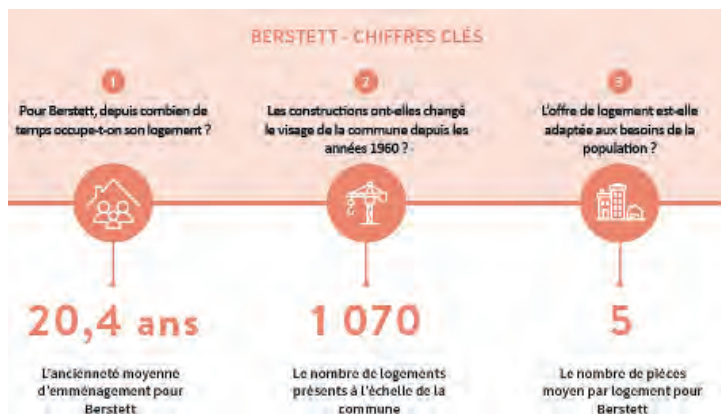 BERSTETT - CHIFFRES CLÉS
1
Pour Berstett, depuis combien de
temps occupe-t-on son logement ?
2
Les constructions ont-elles changé
le visage de la commune depuis les
années 1960 ?
3
L'offre de logement est-elle
adaptée aux besoins de la
population ?
20,4 ans
L'ancienneté moyenne
d'emménagement pour
Berstett
1 070
Le nombre de logements
présents à l'échelle de la
commune
5
Le nombre de pièces
moyen par logement pour
Berstett